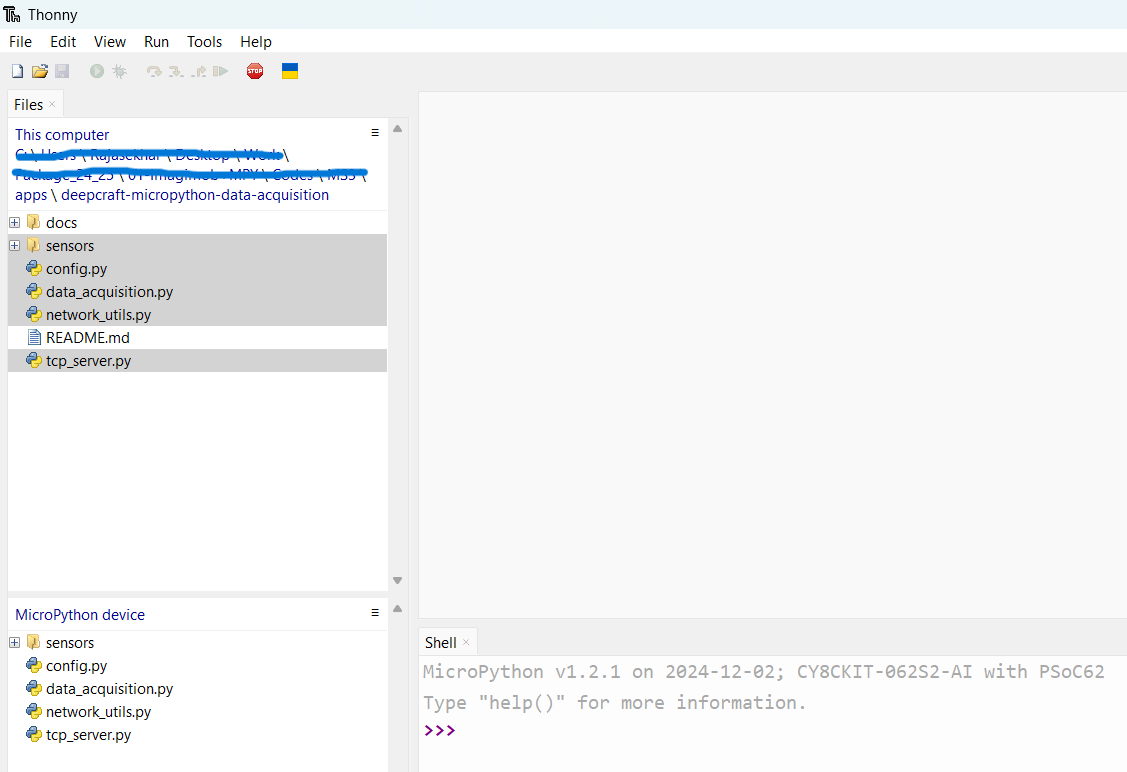 Thonny
File Edit View Run Tools Help
STOP
Files ×
This computer
apps \ deepcraft-micropython-data-acquisition
docs
sensors
config.py
data_acquisition.py
network_utils.py
README.md
tcp_server.py
MicroPython device
sensors
config.py
data_acquisition.py
network_utils.py
tcp_server.py
Shell ×
MicroPython v1.2.1 on 2024-12-02; CY8CKIT-062S2-AI with PSoC62
Type "help()" for more information.
>>>